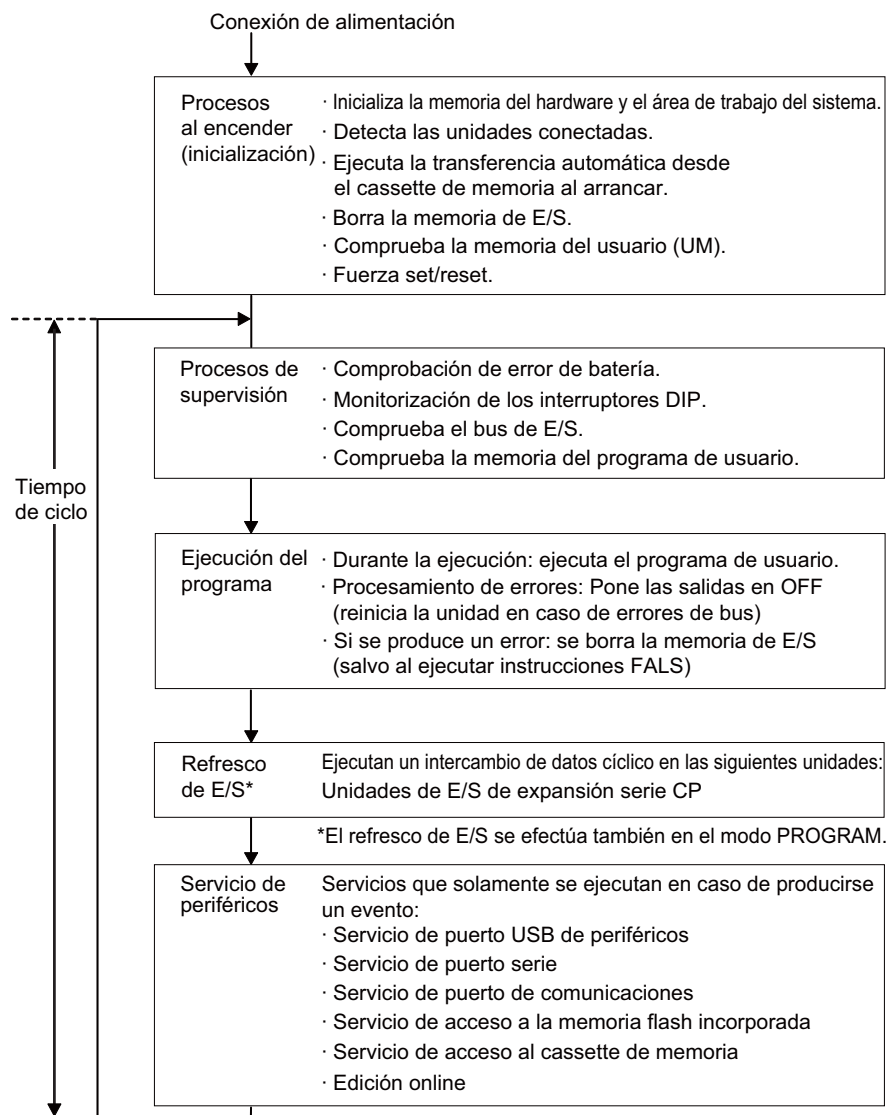 Conexión de alimentación
Procesos
al encender
(inicialización)
· Inicializa la memoria del hardware y el área de trabajo del sistema.
· Detecta las unidades conectadas.
· Ejecuta la transferencia automática desde
el cassette de memoria al arrancar.
· Borra la memoria de E/S.
· Comprueba la memoria del usuario (UM).
· Fuerza set/reset.
Tiempo
de ciclo
Procesos de
supervisión
· Comprobación de error de batería.
· Monitorización de los interruptores DIP.
· Comprueba el bus de E/S.
· Comprueba la memoria del programa de usuario.
Ejecución del
programa
· Durante la ejecución: ejecuta el programa de usuario.
· Procesamiento de errores: Pone las salidas en OFF
(reinicia la unidad en caso de errores de bus)
· Si se produce un error: se borra la memoria de E/S
(salvo al ejecutar instrucciones FALS)
Refresco
de E/S*
Ejecutan un intercambio de datos cíclico en las siguientes unidades:
Unidades de E/S de expansión serie CP
*El refresco de E/S se efectúa también en el modo PROGRAM.
Servicio de
periféricos
Servicios que solamente se ejecutan en caso de producirse
un evento:
· Servicio de puerto USB de periféricos
· Servicio de puerto serie
· Servicio de puerto de comunicaciones
· Servicio de acceso a la memoria flash incorporada
· Servicio de acceso al cassette de memoria
· Edición online